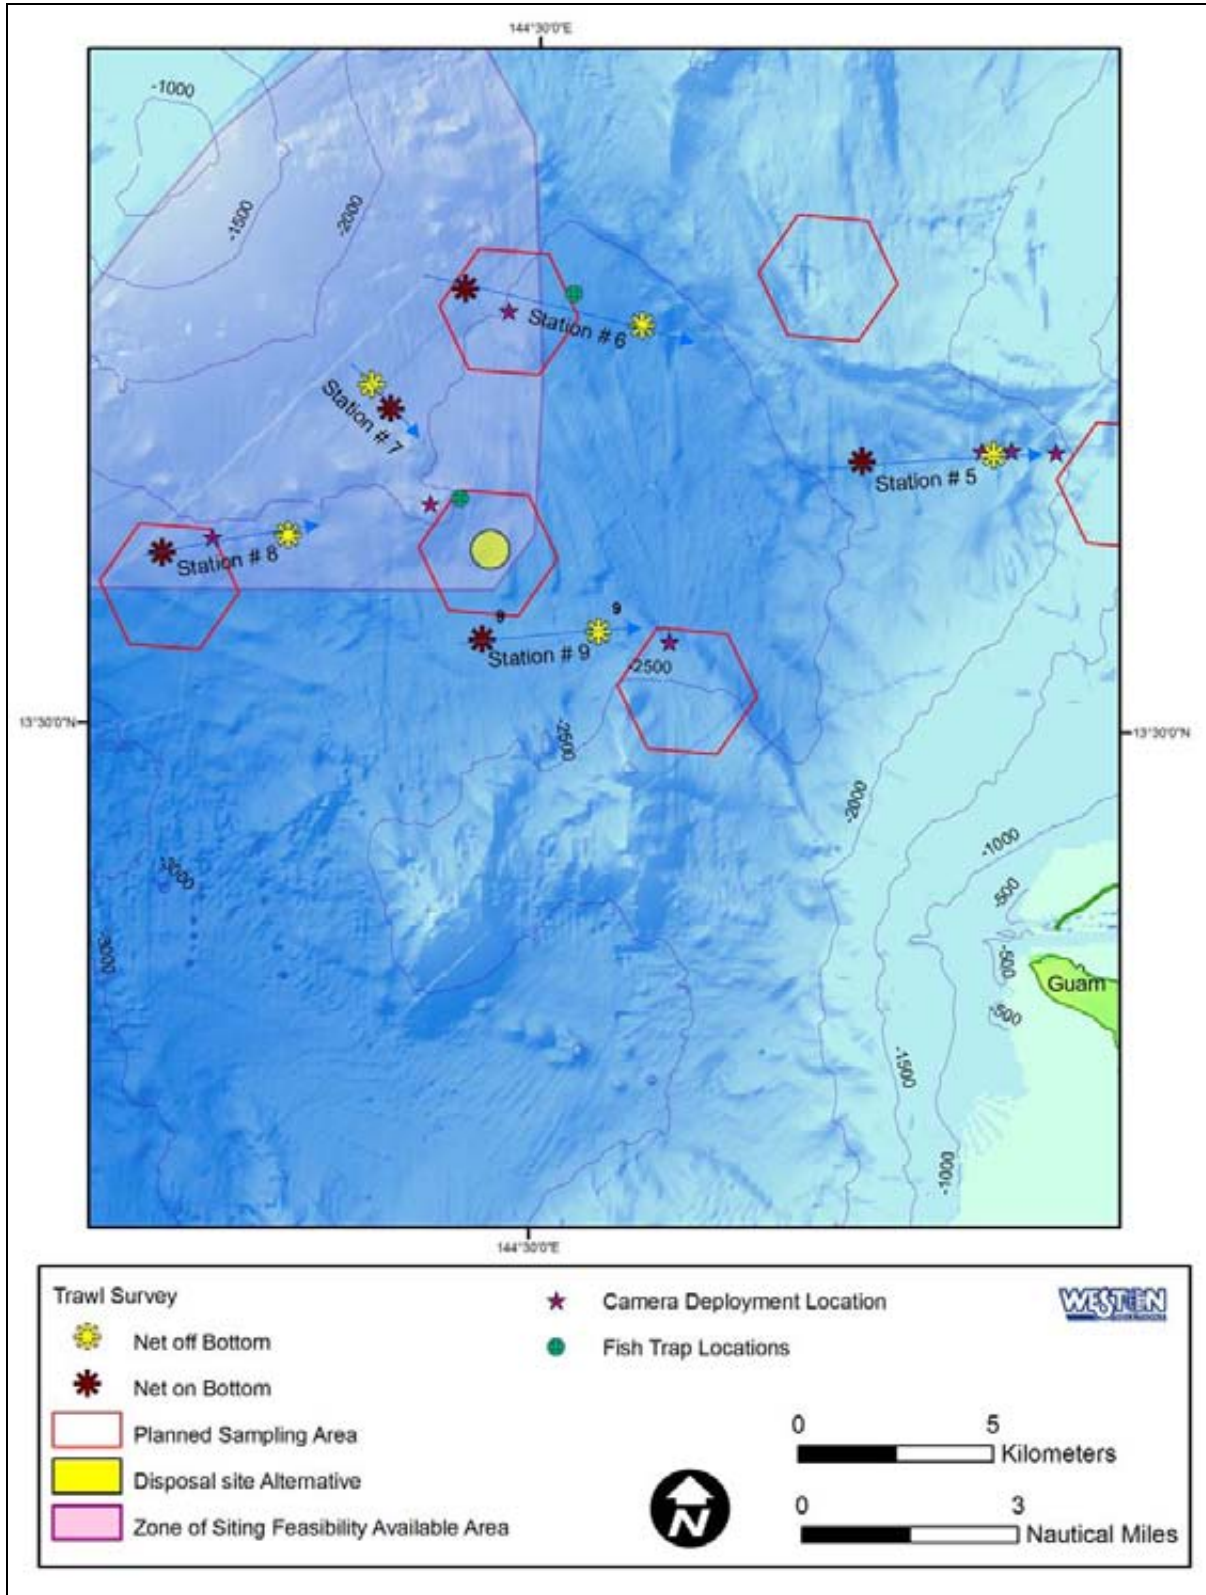 144°30'0"E
-1000
-1500
-2000
Station # 6
Station # 7
Station # 5
Station # 8
9
9
Station # 9
-2500
13°30'0"N
-2500
13°30'0"N
-2000
-1000
-3000
-500
-3000
-500
Guam
-500
-1500
-1000
144°30'0"E
Trawl Survey
Net off Bottom
Net on Bottom
Planned Sampling Area
Disposal site Alternative
Zone of Siting Feasibility Available Area
Camera Deployment Location
Fish Trap Locations
WESTON
SOLUTIONS
N
0 5
Kilometers
0 3
Nautical Miles